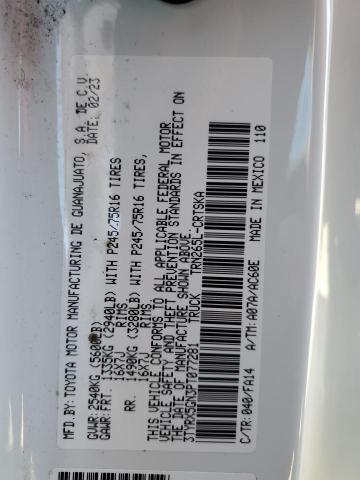 MFD.BY: TOYOTA MOTOR MANUFACTURING DE GUANAJUATO, S.A. DE C.V.
DATE: 02/23
GVWR: 2540KG (5600LB)
GAWR: FRT. 1335KG (2940LB) WITH P245/75R16 TIRES
16X7J RIMS,
RR. 1490KG (3280LB) WITH P245/75R16 TIRES,
16X7J RIMS.
THIS VEHICLE CONFORMS TO ALL APPLICABLE FEDERAL MOTOR
VEHICLE SAFETY AND THEFT PREVENTION STANDARDS IN EFFECT ON
THE DATE OF MANUFACTURE SHOWN ABOVE.
3TYRX5GN3PT077281 TRUCK TRN265L-CRTSKA
C/TR: 040/FA14 A/TM: A07A/AC60E MADE IN MEXICO 110